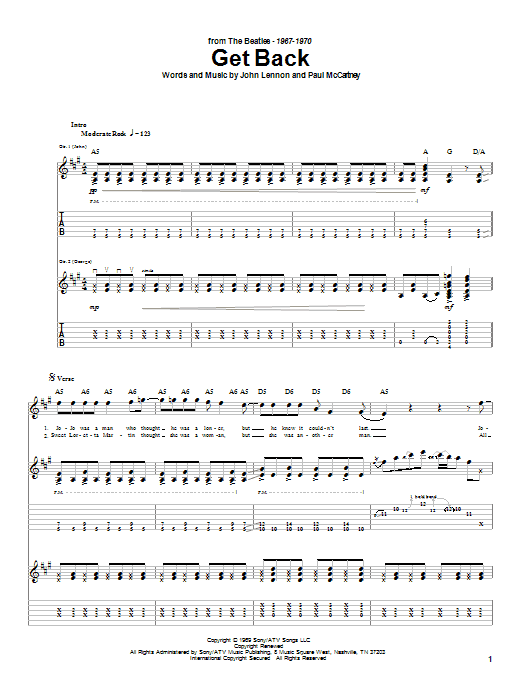 from The Beatles - 1967-1970
Get Back
Words and Music by John Lennon and Paul McCartney
Intro
Moderate Rock ♩ = 123
Gtr. 1 (John)
A5 A G D/A
pp mf
P.M.
T
A
B
Gtr. 2 (George)
mp mf
T
A
B
Verse
A5 A6 A5 A6 A5 A6 A5 A6 A5 D5 D6 D5 D6 D5 A5
1. Jo - Jo was a man who thought he was a lon - er, but he knew it could - n't last. Jo -
2. Sweet Lor - et - ta Mar - tin thought she was a wom - an, but she was an - oth - er man. All
P.M.
hold bend
Copyright © 1969 Sony/ATV Songs LLC
Copyright Renewed
All Rights Administered by Sony/ATV Music Publishing, 8 Music Square West, Nashville, TN 37203
International Copyright Secured All Rights Reserved
1